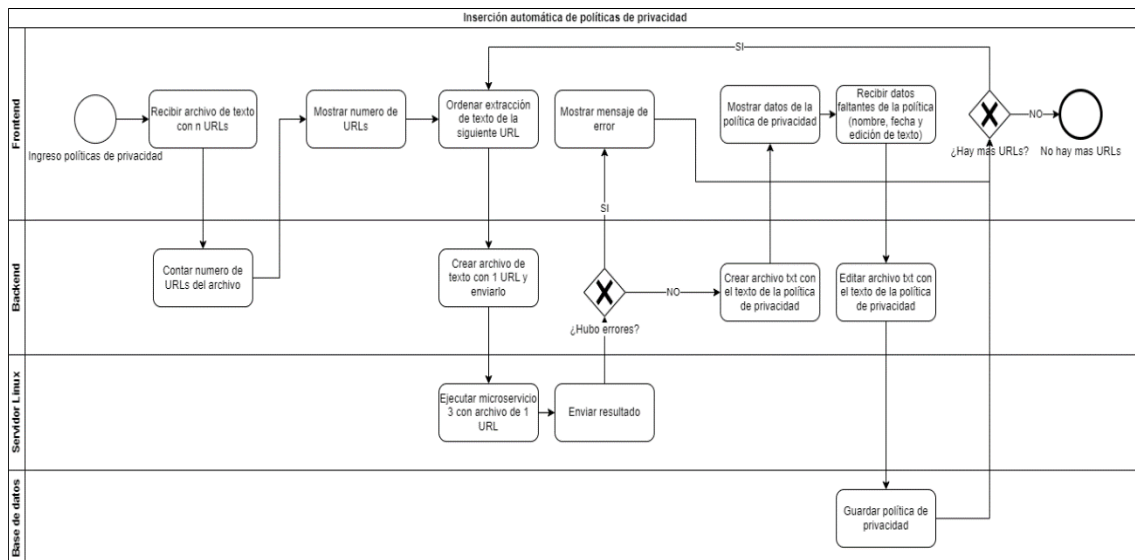 Inserción automática de políticas de privacidad
Frontend
Ingreso políticas de privacidad
Recibir archivo de texto
con n URLs
Mostrar numero de
URLs
Ordenar extracción
de texto de la
siguiente URL
Mostrar mensaje de
error
Mostrar datos de la
política de privacidad
Recibir datos
faltantes de la política
(nombre, fecha y
edición de texto)
SI
¿Hay mas URLs?
NO
No hay mas URLs
Backend
Contar numero de
URLs del archivo
Crear archivo de
texto con 1 URL y
enviarlo
SI
¿Hubo errores?
NO
Crear archivo txt con
el texto de la política
de privacidad
Editar archivo txt con
el texto de la política
de privacidad
Servidor Linux
Ejecutar microservicio
3 con archivo de 1
URL
Enviar resultado
Base de datos
Guardar política de
privacidad